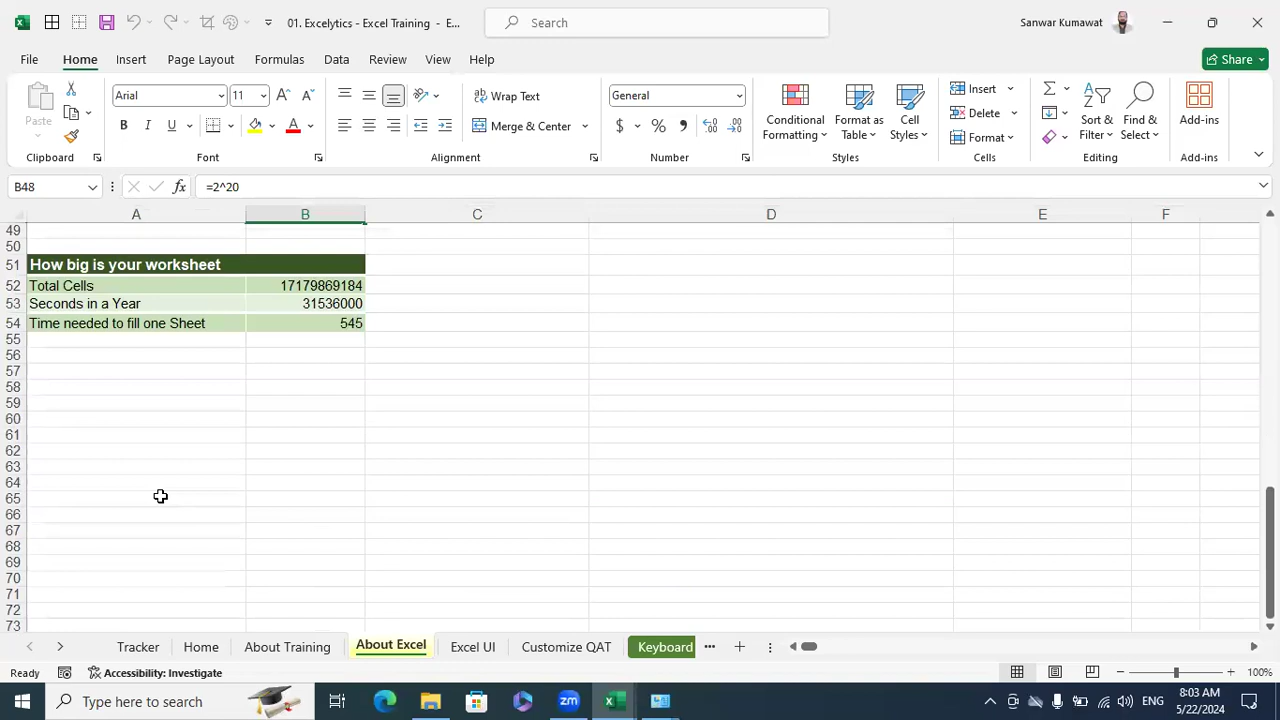 01. Excelytics - Excel Training - E...
Search
Sanwar Kumawat
File Home Insert Page Layout Formulas Data Review View Help
Share
Paste
Clipboard
Arial 11
B I U A
Font
Wrap Text
Merge & Center
Alignment
General
$ % ,
Number
Conditional Formatting
Format as Table
Cell Styles
Styles
Insert
Delete
Format
Cells
Sort & Filter
Find & Select
Editing
Add-ins
Add-ins
B48 fx =2^20
A B C D E F
49
50
51 How big is your worksheet
52 Total Cells 17179869184
53 Seconds in a Year 31536000
54 Time needed to fill one Sheet 545
55
56
57
58
59
60
61
62
63
64
65
66
67
68
69
70
71
72
73
Tracker Home About Training About Excel Excel UI Customize QAT Keyboard ...
Ready Accessibility: Investigate 100%
Type here to search
ENG
8:03 AM
5/22/2024